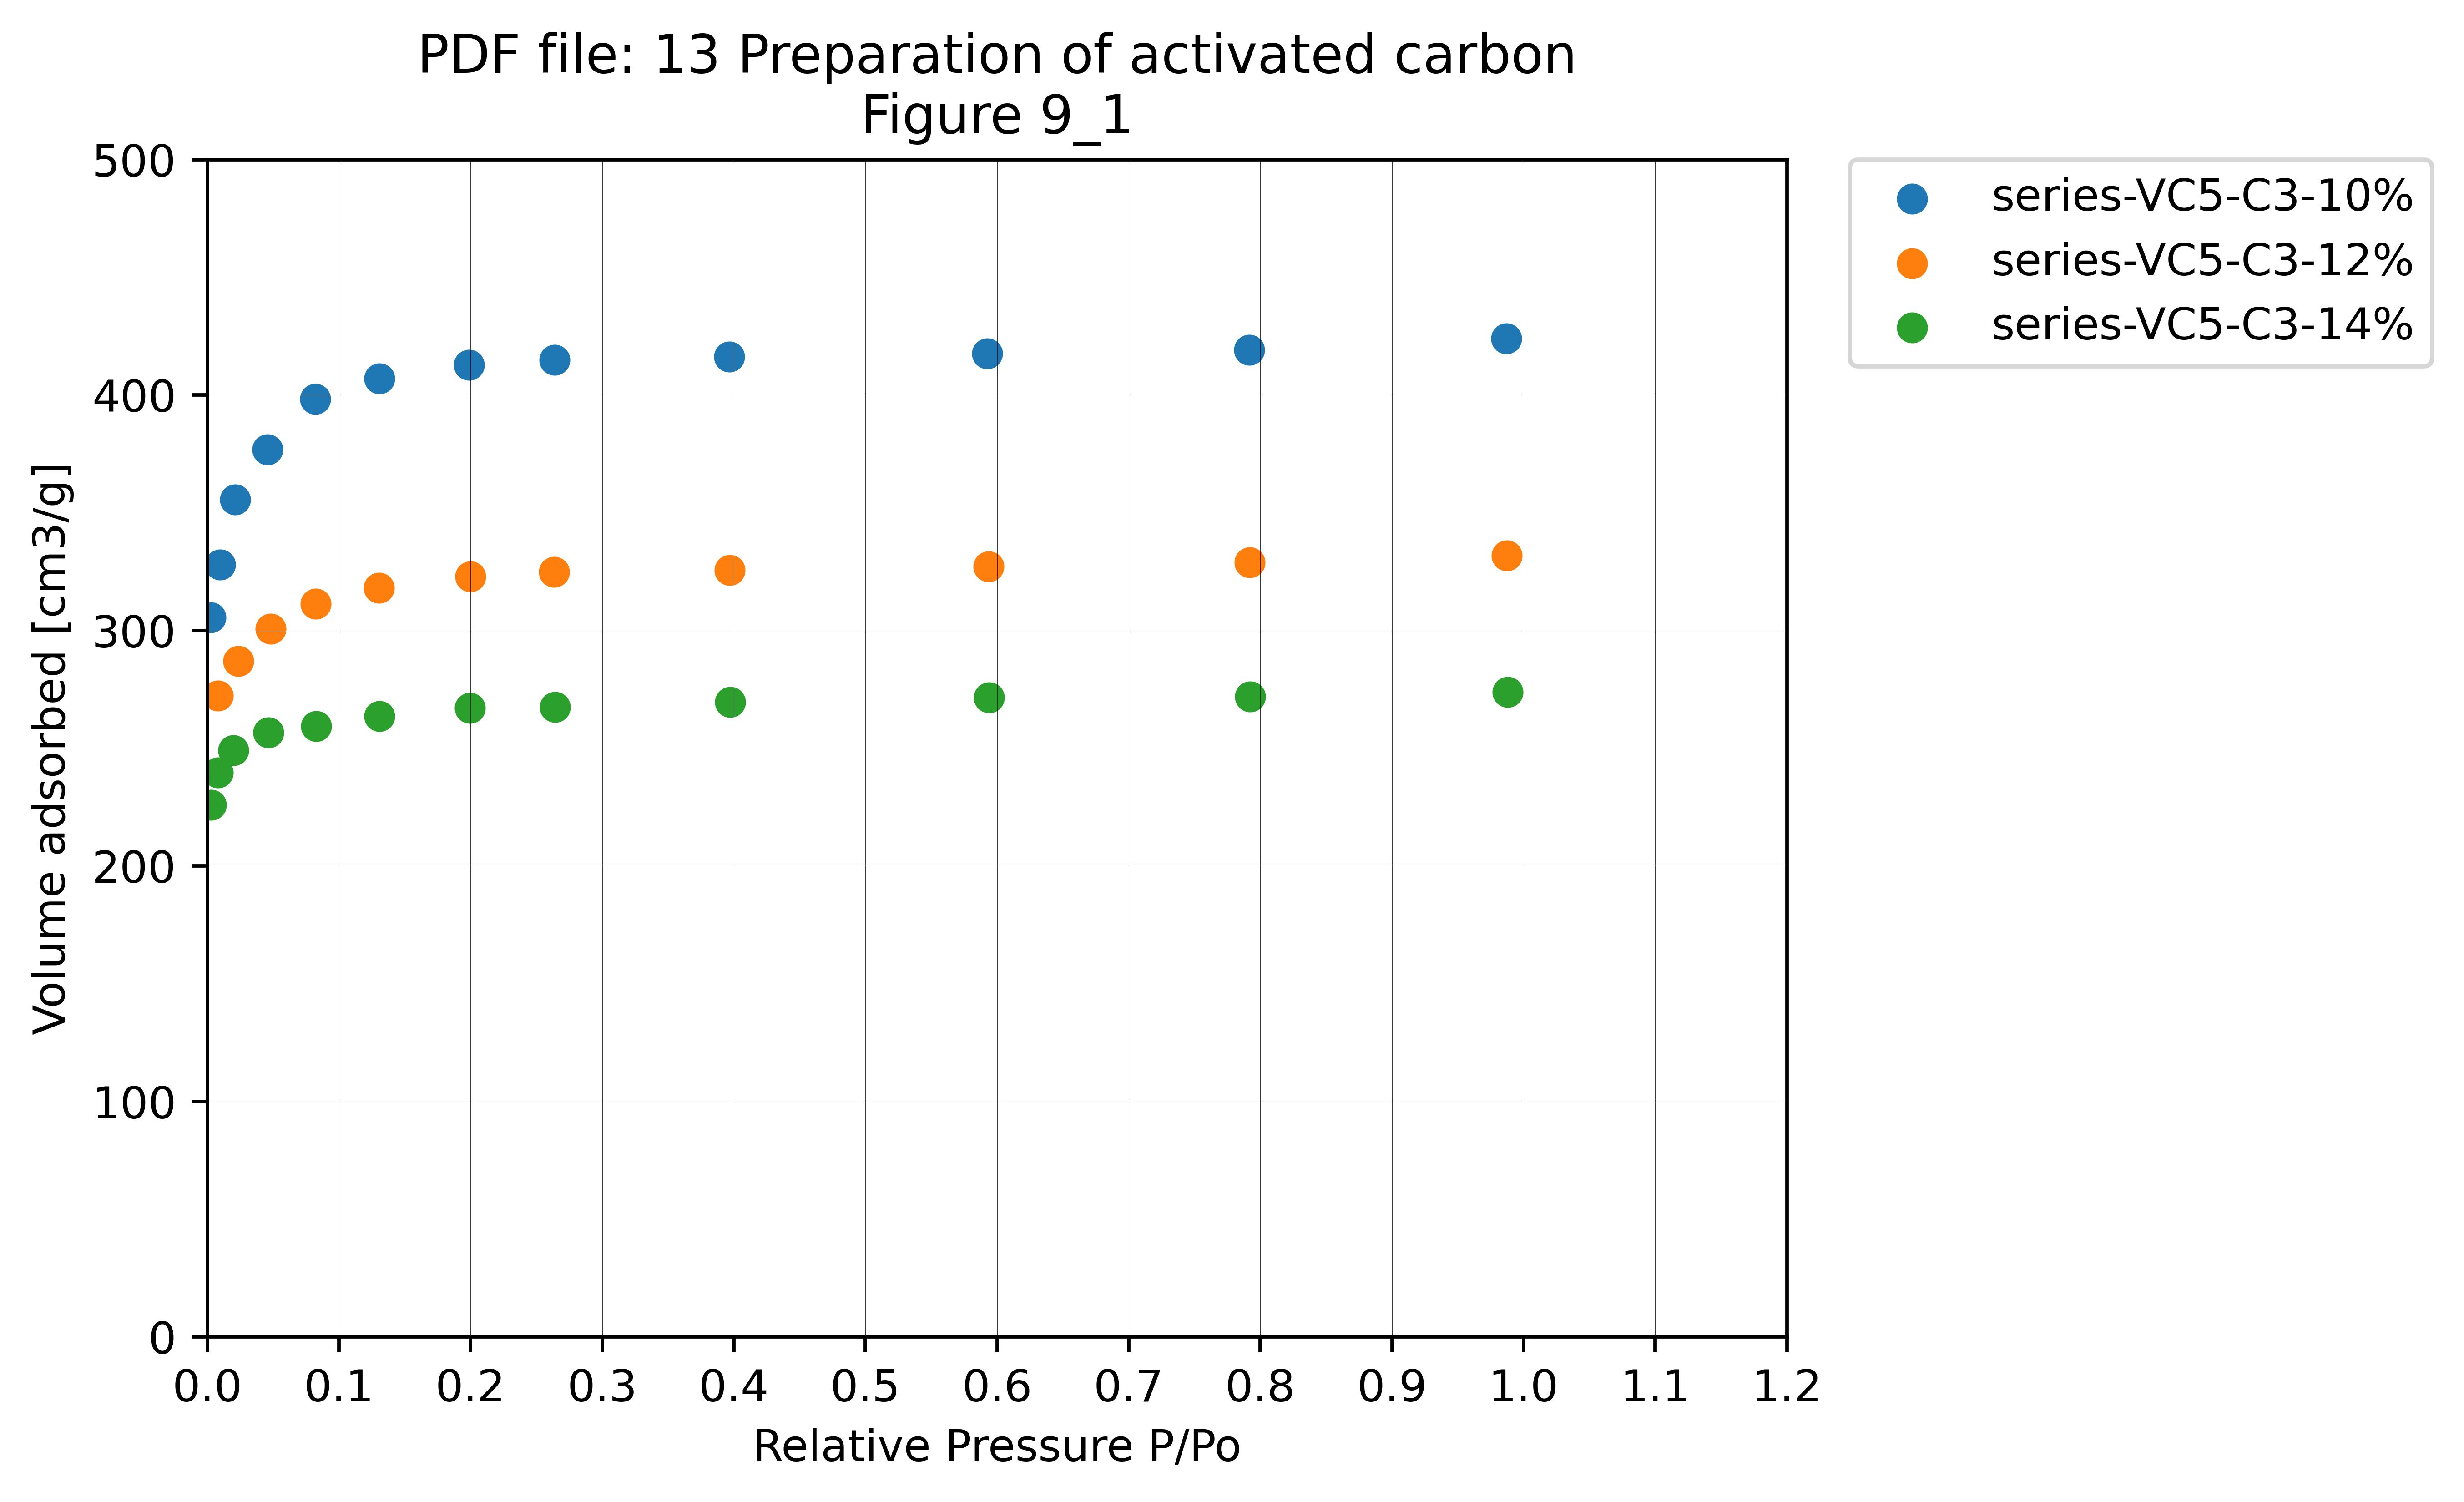 PDF file: 13 Preparation of activated carbon
Figure 9_1
500
400
300
200
100
0
Volume adsorbed [cm3/g]
0.0 0.1 0.2 0.3 0.4 0.5 0.6 0.7 0.8 0.9 1.0 1.1 1.2
Relative Pressure P/Po
series-VC5-C3-10%
series-VC5-C3-12%
series-VC5-C3-14%